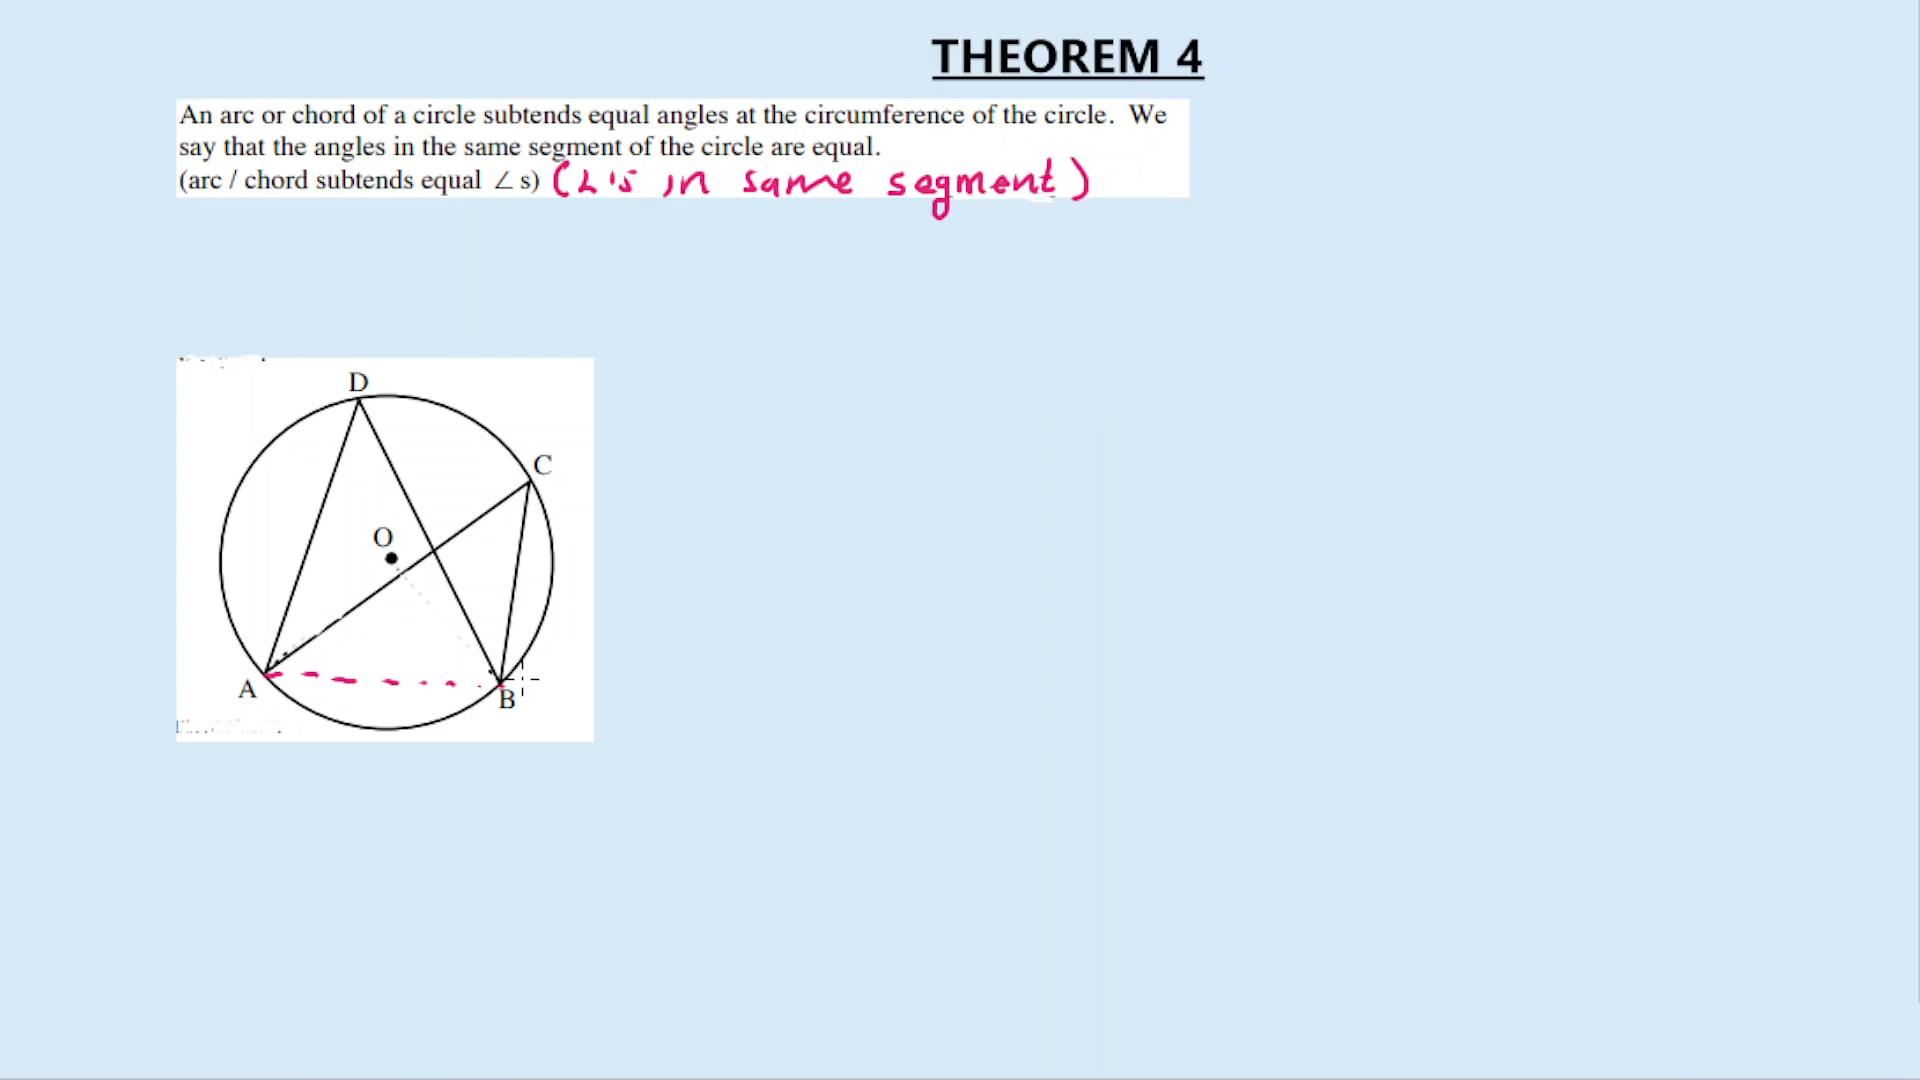 THEOREM 4
An arc or chord of a circle subtends equal angles at the circumference of the circle. We
say that the angles in the same segment of the circle are equal.
(arc / chord subtends equal ∠ s) (∠'s in same segment)
D
C
O
A
B